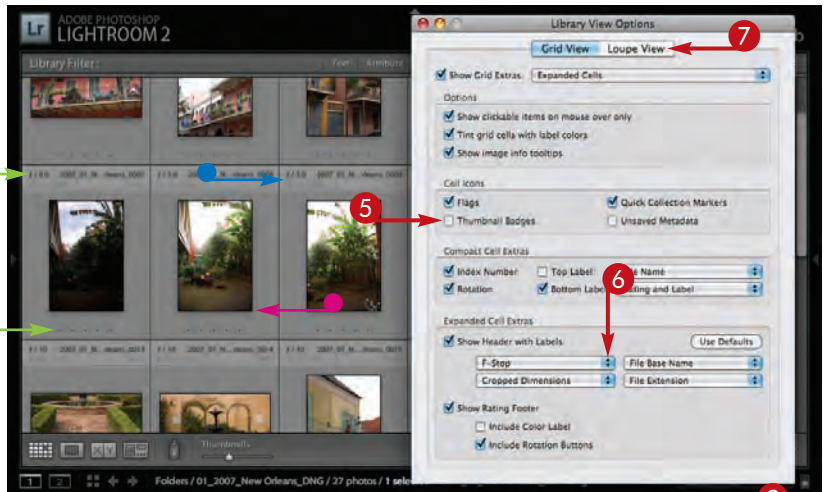 ADOBE PHOTOSHOP
LIGHTROOM 2
Lr
Library Filter:
Text Attribute
Thumbnails
1 2
Folders / 01_2007_New Orleans_DNG / 27 photos / 1
Library View Options
Grid View Loupe View
7
Show Grid Extras: Expanded Cells
Options
Show clickable items on mouse over only
Tint grid cells with label colors
Show image info tooltips
Cell Icons
Flags Quick Collection Markers
5
Thumbnail Badges Unsaved Metadata
Compact Cell Extras
Index Number Top Label Name
6
Rotation Bottom Label and Label
Expanded Cell Extras
Show Header with Labels Use Defaults
F-Stop File Base Name
Cropped Dimensions File Extension
Show Rating Footer
Include Color Label
Include Rotation Buttons